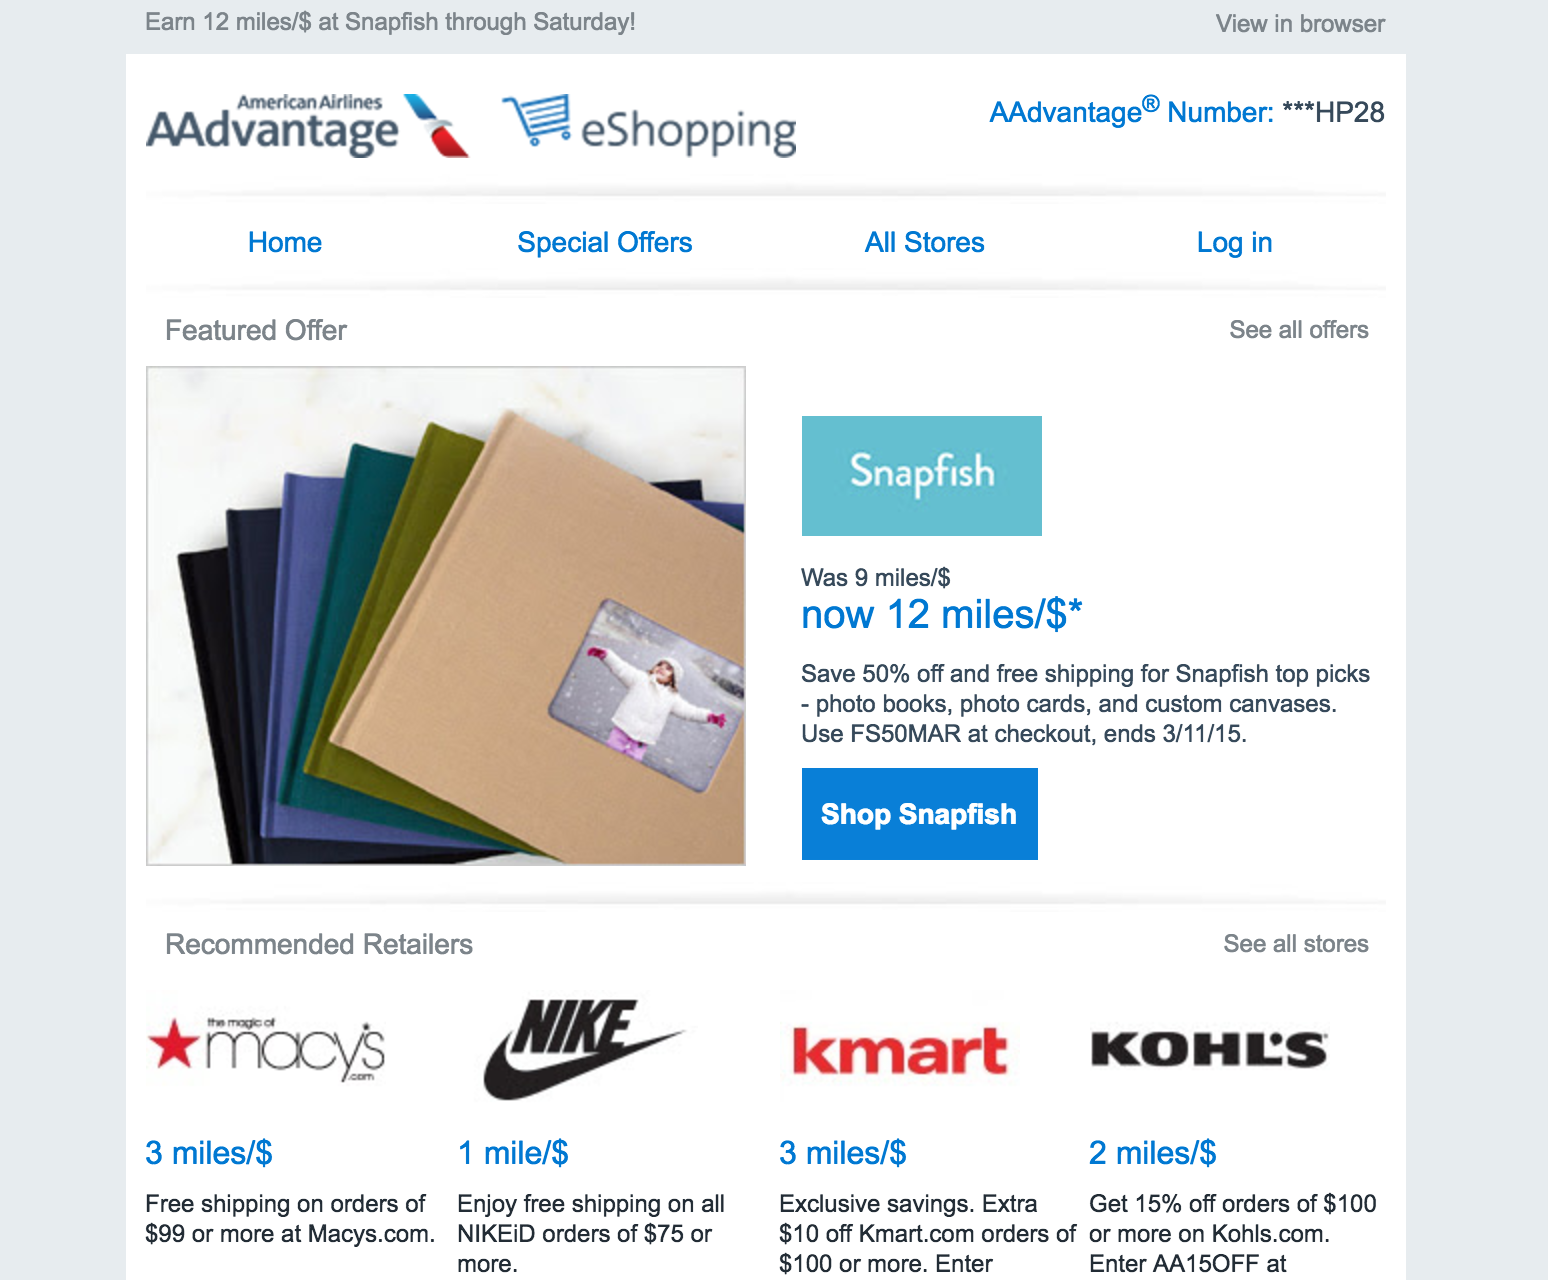 Earn 12 miles/$ at Snapfish through Saturday!
View in browser
American Airlines
AAdvantage
eShopping
AAdvantage® Number: ***HP28
Home
Special Offers
All Stores
Log in
Featured Offer
See all offers
Snapfish
Was 9 miles/$
now 12 miles/$*
Save 50% off and free shipping for Snapfish top picks
- photo books, photo cards, and custom canvases.
Use FS50MAR at checkout, ends 3/11/15.
Shop Snapfish
Recommended Retailers
See all stores
the magic of
macy's
.com
NIKE
kmart
KOHL'S
3 miles/$
Free shipping on orders of
$99 or more at Macys.com.
1 mile/$
Enjoy free shipping on all
NIKEiD orders of $75 or
more.
3 miles/$
Exclusive savings. Extra
$10 off Kmart.com orders of
$100 or more. Enter
2 miles/$
Get 15% off orders of $100
or more on Kohls.com.
Enter AA15OFF at